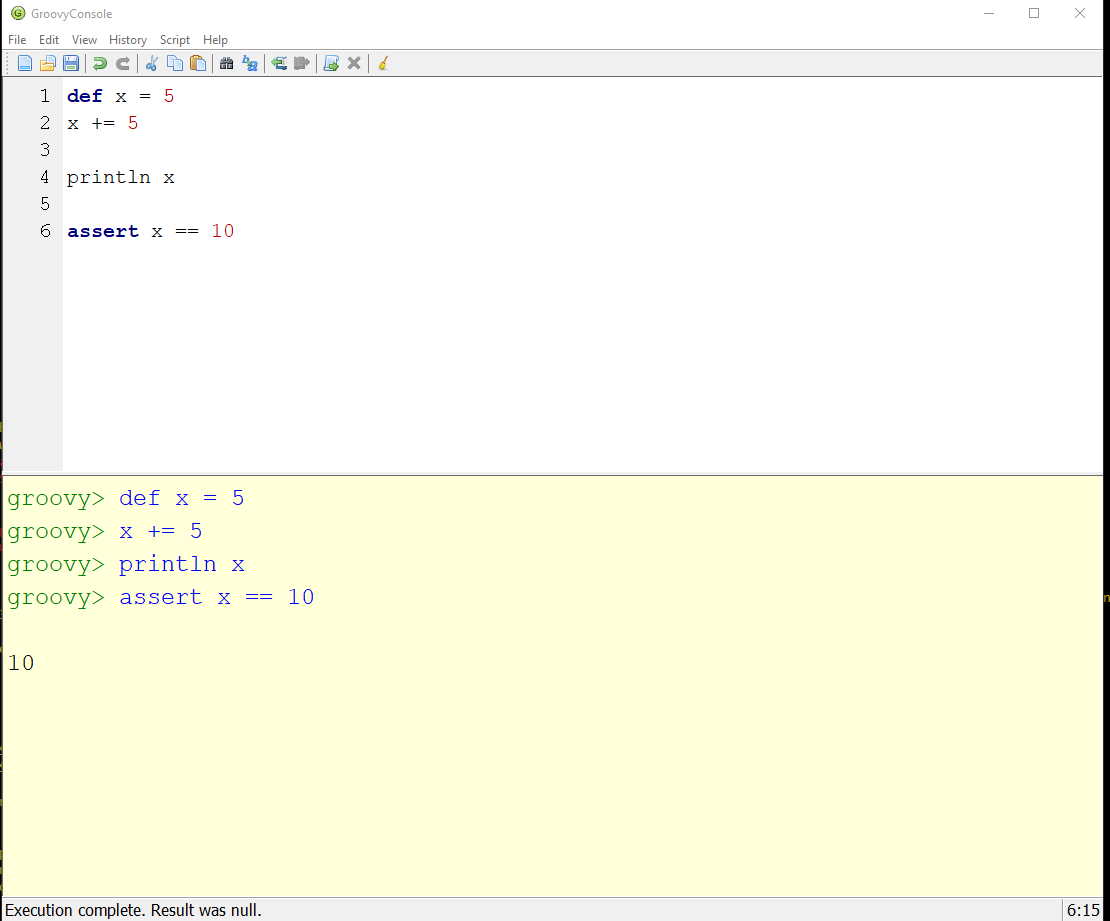 GroovyConsole
File Edit View History Script Help
1 def x = 5
2 x += 5
3
4 println x
5
6 assert x == 10
groovy> def x = 5
groovy> x += 5
groovy> println x
groovy> assert x == 10
10
Execution complete. Result was null. 6:15